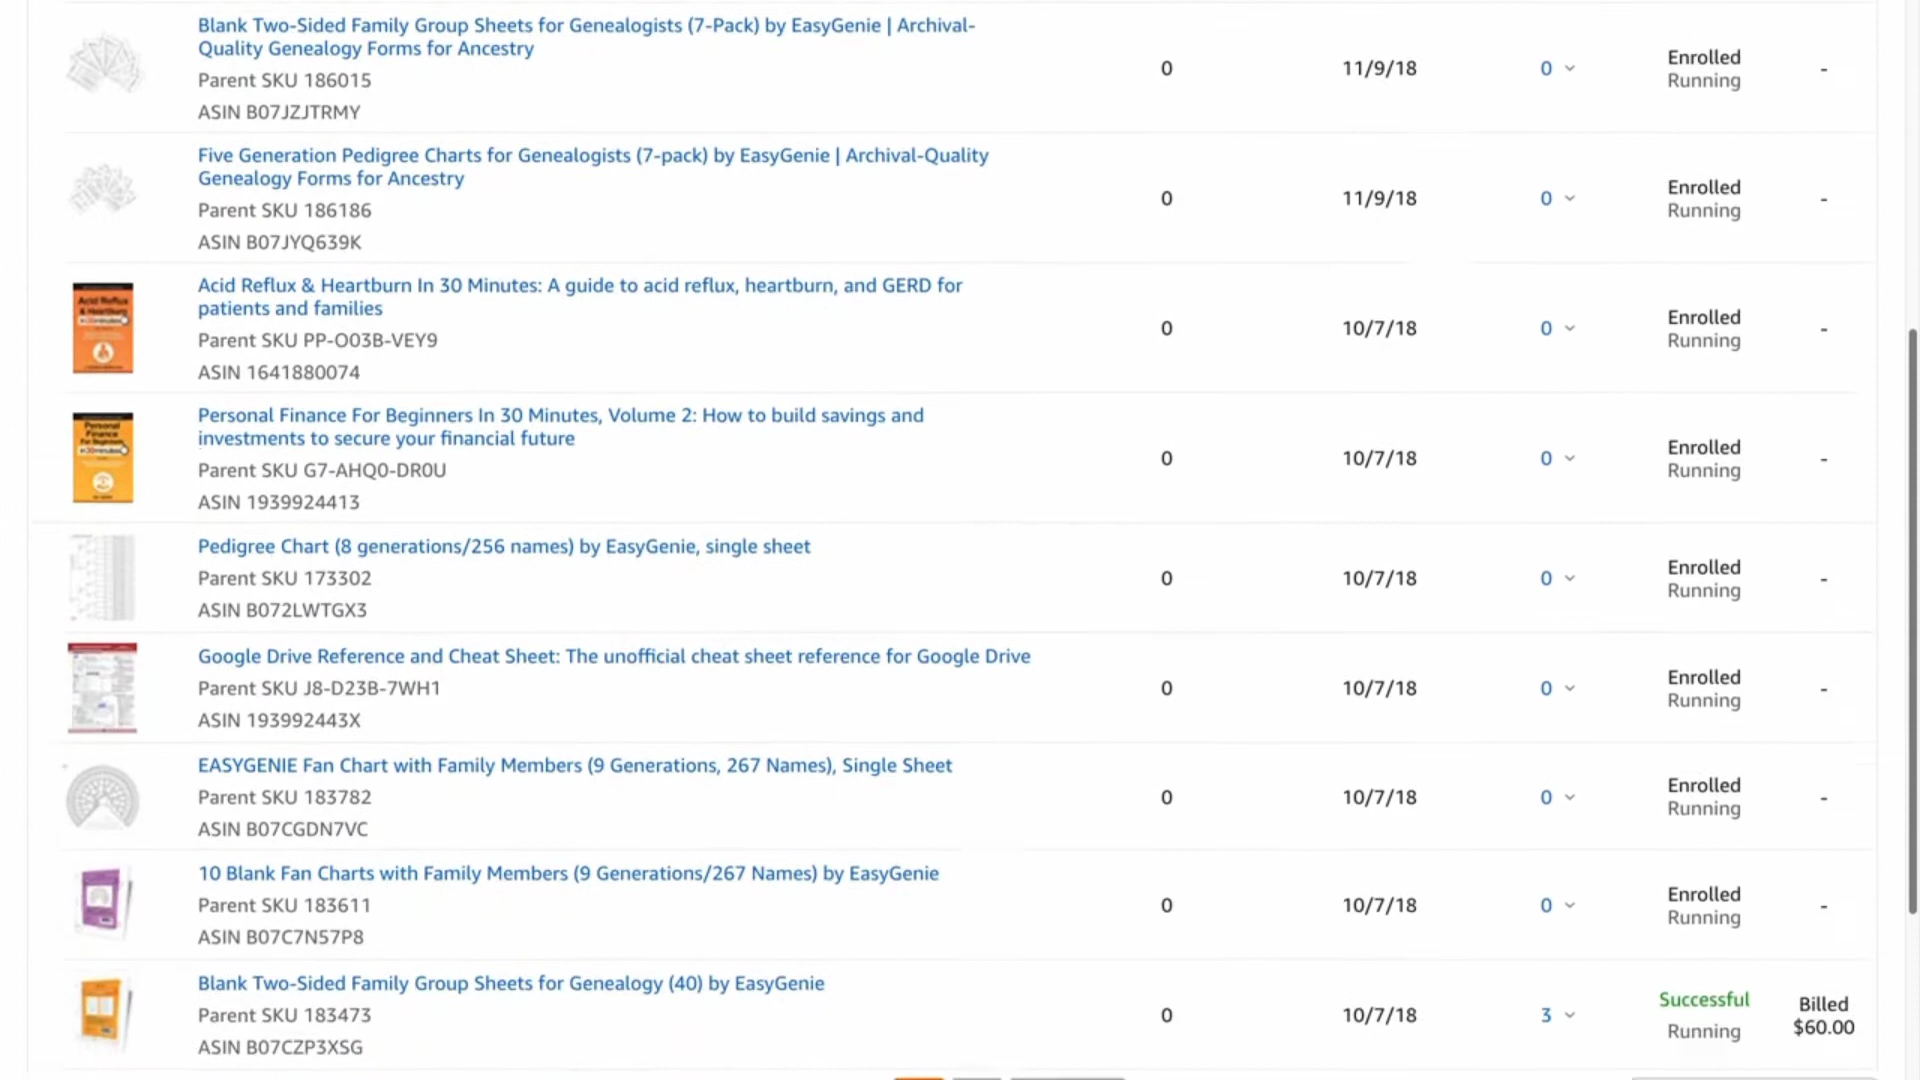 Blank Two-Sided Family Group Sheets for Genealogists (7-Pack) by EasyGenie | Archival-
Quality Genealogy Forms for Ancestry
Parent SKU 186015
ASIN B07JZJTRMY
0
11/9/18
0
Enrolled
Running
-
Five Generation Pedigree Charts for Genealogists (7-pack) by EasyGenie | Archival-Quality
Genealogy Forms for Ancestry
Parent SKU 186186
ASIN B07JYQ639K
0
11/9/18
0
Enrolled
Running
-
Acid Reflux
& Heartburn
Acid Reflux & Heartburn In 30 Minutes: A guide to acid reflux, heartburn, and GERD for
patients and families
Parent SKU PP-O03B-VEY9
ASIN 1641880074
0
10/7/18
0
Enrolled
Running
-
Personal
Finance
For Beginners
Personal Finance For Beginners In 30 Minutes, Volume 2: How to build savings and
investments to secure your financial future
Parent SKU G7-AHQ0-DR0U
ASIN 1939924413
0
10/7/18
0
Enrolled
Running
-
Pedigree Chart (8 generations/256 names) by EasyGenie, single sheet
Parent SKU 173302
ASIN B072LWTGX3
0
10/7/18
0
Enrolled
Running
-
Google Drive Reference and Cheat Sheet: The unofficial cheat sheet reference for Google Drive
Parent SKU J8-D23B-7WH1
ASIN 193992443X
0
10/7/18
0
Enrolled
Running
-
EASYGENIE Fan Chart with Family Members (9 Generations, 267 Names), Single Sheet
Parent SKU 183782
ASIN B07CGDN7VC
0
10/7/18
0
Enrolled
Running
-
10 Blank Fan Charts with Family Members (9 Generations/267 Names) by EasyGenie
Parent SKU 183611
ASIN B07C7N57P8
0
10/7/18
0
Enrolled
Running
-
Blank Two-Sided Family Group Sheets for Genealogy (40) by EasyGenie
Parent SKU 183473
ASIN B07CZP3XSG
0
10/7/18
3
Successful
Running
Billed
$60.00